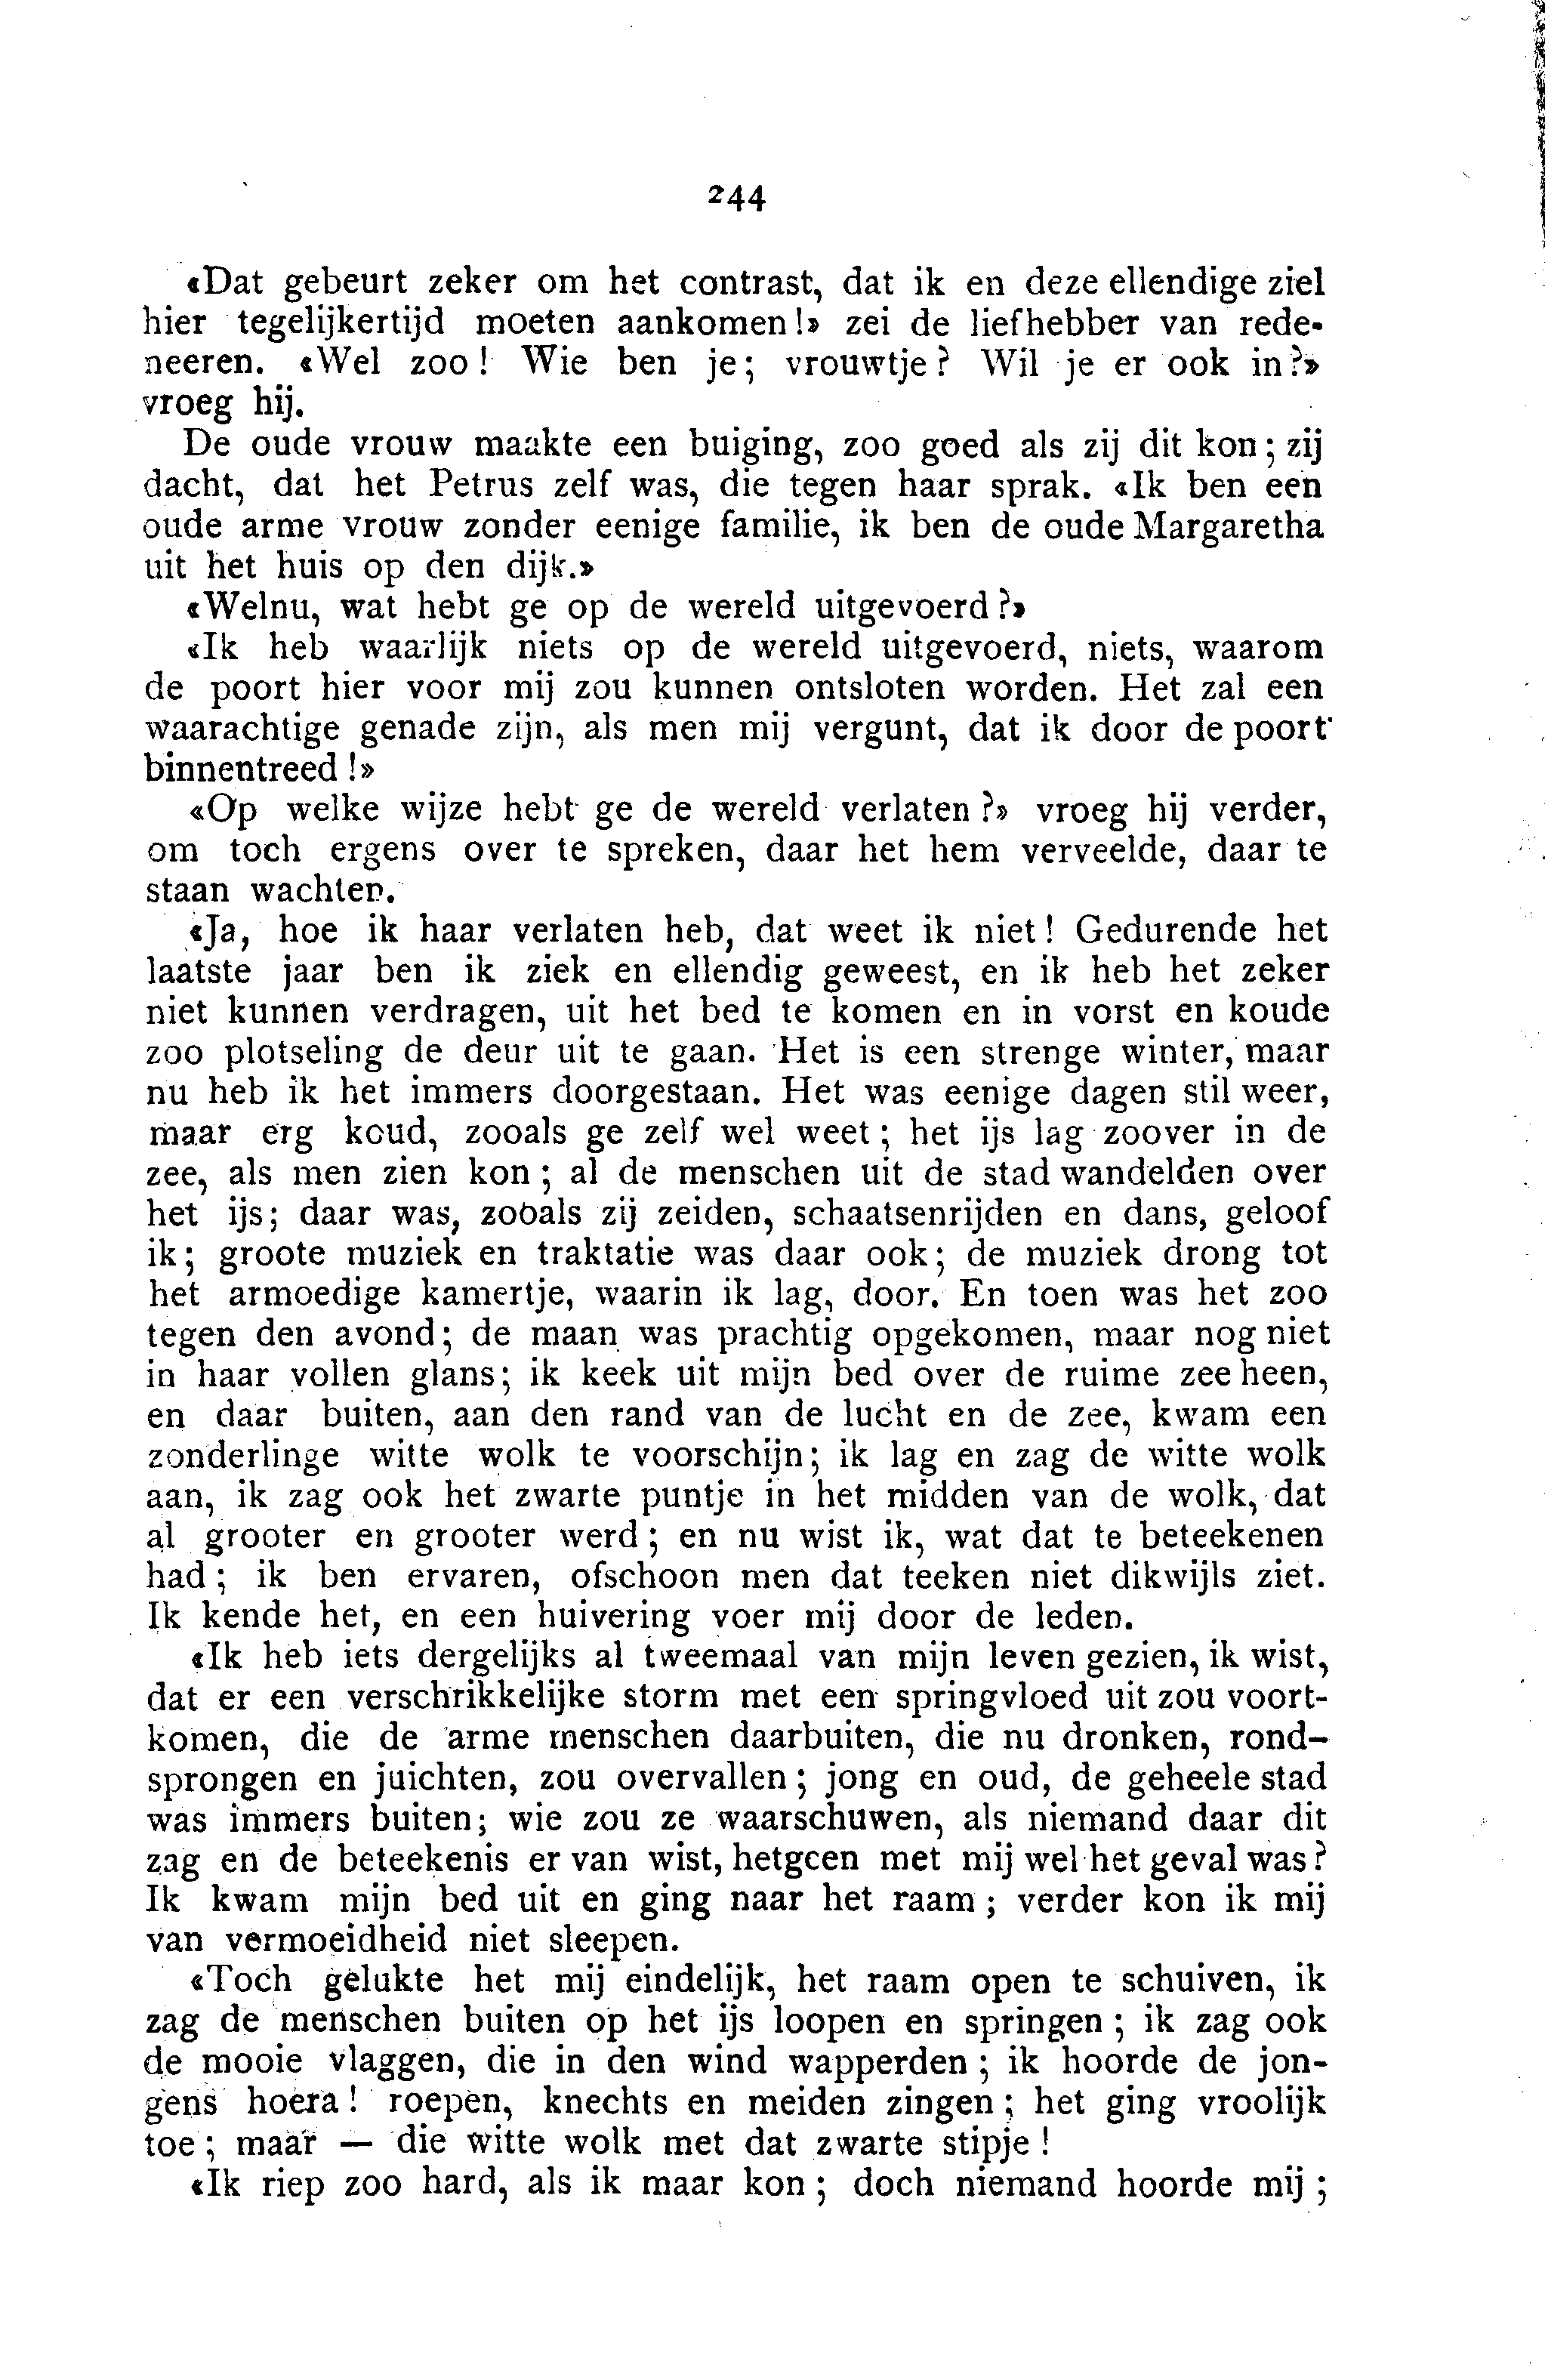 244
«Dat gebeurt zeker om het contrast, dat ik en deze ellendige ziel
hier tegelijkertijd moeten aankomen!» zei de liefhebber van rede-
neeren. «Wel zoo! Wie ben je; vrouwtje? Wil je er ook in?»
vroeg hij.
De oude vrouw maakte een buiging, zoo goed als zij dit kon; zij
dacht, dat het Petrus zelf was, die tegen haar sprak. «Ik ben een
oude arme vrouw zonder eenige familie, ik ben de oude Margaretha
uit het huis op den dijk.»
«Welnu, wat hebt ge op de wereld uitgevoerd?»
«Ik heb waarlijk niets op de wereld uitgevoerd, niets, waarom
de poort hier voor mij zou kunnen ontsloten worden. Het zal een
waarachtige genade zijn, als men mij vergunt, dat ik door de poort
binnentreed!»
«Op welke wijze hebt ge de wereld verlaten?» vroeg hij verder,
om toch ergens over te spreken, daar het hem verveelde, daar te
staan wachten.
«Ja, hoe ik haar verlaten heb, dat weet ik niet! Gedurende het
laatste jaar ben ik ziek en ellendig geweest, en ik heb het zeker
niet kunnen verdragen, uit het bed te komen en in vorst en koude
zoo plotseling de deur uit te gaan. Het is een strenge winter, maar
nu heb ik het immers doorgestaan. Het was eenige dagen stil weer,
maar erg koud, zooals ge zelf wel weet; het ijs lag zoover in de
zee, als men zien kon; al de menschen uit de stad wandelden over
het ijs; daar was, zooals zij zeiden, schaatsenrijden en dans, geloof
ik; groote muziek en traktatie was daar ook; de muziek drong tot
het armoedige kamertje, waarin ik lag, door. En toen was het zoo
tegen den avond; de maan was prachtig opgekomen, maar nog niet
in haar vollen glans; ik keek uit mijn bed over de ruime zee heen,
en daar buiten, aan den rand van de lucht en de zee, kwam een
zonderlinge witte wolk te voorschijn; ik lag en zag de witte wolk
aan, ik zag ook het zwarte puntje in het midden van de wolk, dat
al grooter en grooter werd; en nu wist ik, wat dat te beteekenen
had; ik ben ervaren, ofschoon men dat teeken niet dikwijls ziet.
Ik kende het, en een huivering voer mij door de leden.
«Ik heb iets dergelijks al tweemaal van mijn leven gezien, ik wist,
dat er een verschrikkelijke storm met een springvloed uit zou voort-
komen, die de arme menschen daarbuiten, die nu dronken, rond-
sprongen en juichten, zou overvallen; jong en oud, de geheele stad
was immers buiten; wie zou ze waarschuwen, als niemand daar dit
zag en de beteekenis er van wist, hetgeen met mij wel het geval was?
Ik kwam mijn bed uit en ging naar het raam; verder kon ik mij
van vermoeidheid niet sleepen.
«Toch gelukte het mij eindelijk, het raam open te schuiven, ik
zag de menschen buiten op het ijs loopen en springen; ik zag ook
de mooie vlaggen, die in den wind wapperden; ik hoorde de jon-
gens hoera! roepen, knechts en meiden zingen; het ging vroolijk
toe; maar — die witte wolk met dat zwarte stipje!
«Ik riep zoo hard, als ik maar kon; doch niemand hoorde mij;